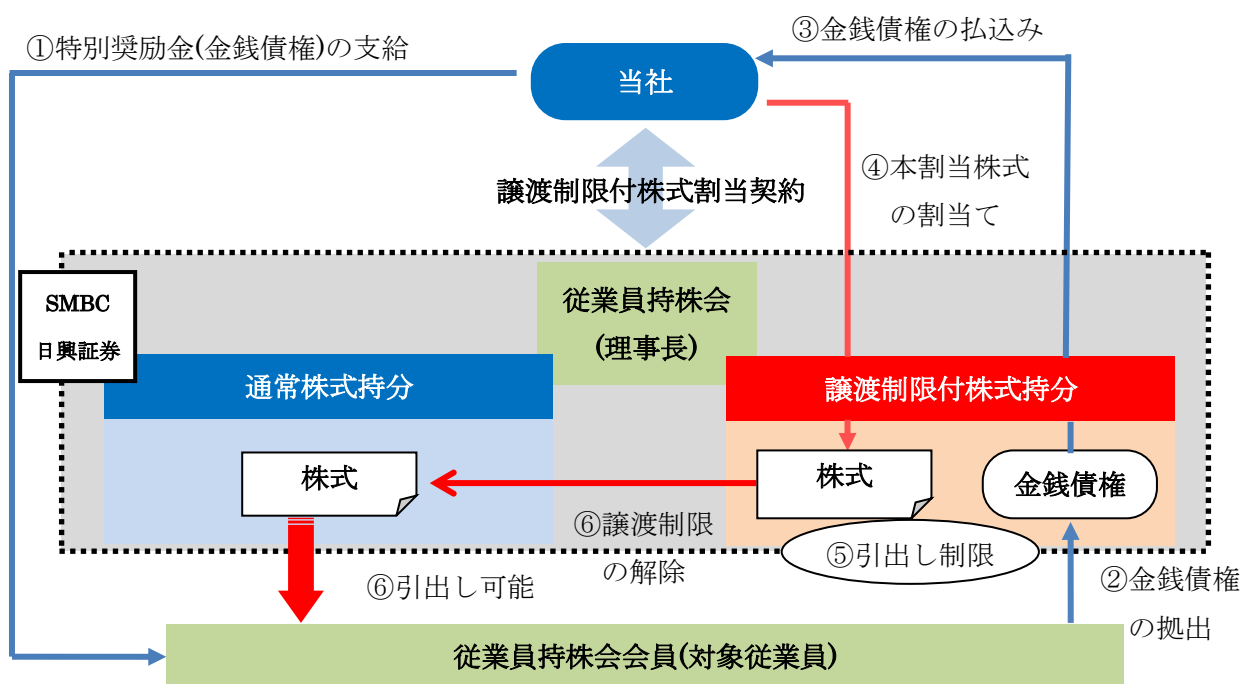 ①特別奨励金(金銭債権)の支給
③金銭債権の払込み
当社
譲渡制限付株式割当契約
④本割当株式
の割当て
SMBC
日興証券
従業員持株会
(理事長)
通常株式持分
譲渡制限付株式持分
株式
株式
金銭債権
⑥譲渡制限
の解除
⑤引出し制限
⑥引出し可能
②金銭債権
の拠出
従業員持株会会員(対象従業員)